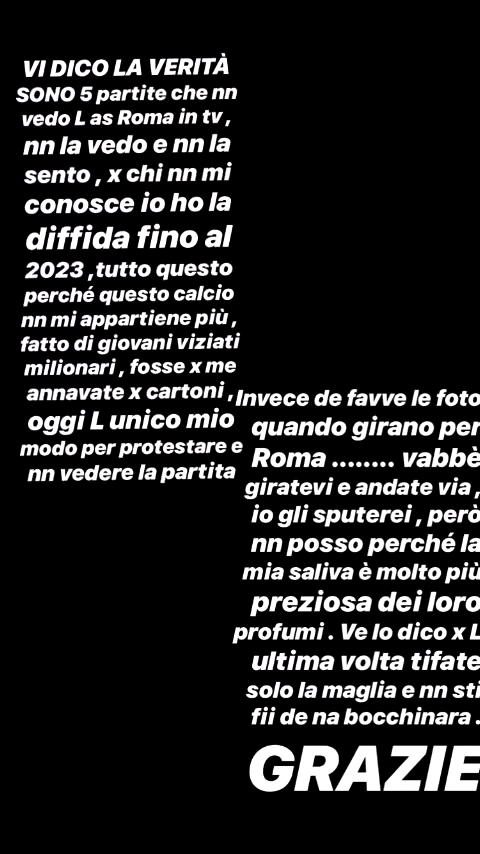 VI DICO LA VERITÀ
SONO 5 partite che nn
vedo L as Roma in tv ,
nn la vedo e nn la
sento , x chi nn mi
conosce io ho la
diffida fino al
2023 ,tutto questo
perché questo calcio
nn mi appartiene più ,
fatto di giovani viziati
milionari , fosse x me
annavate x cartoni ,
oggi L unico mio
modo per protestare e
nn vedere la partita
Invece de favve le foto
quando girano per
Roma ........ vabbè
giratevi e andate via ,
io gli sputerei , però
nn posso perché la
mia saliva è molto più
preziosa dei loro
profumi . Ve lo dico x L
ultima volta tifate
solo la maglia e nn sti
fii de na bocchinara .
GRAZIE